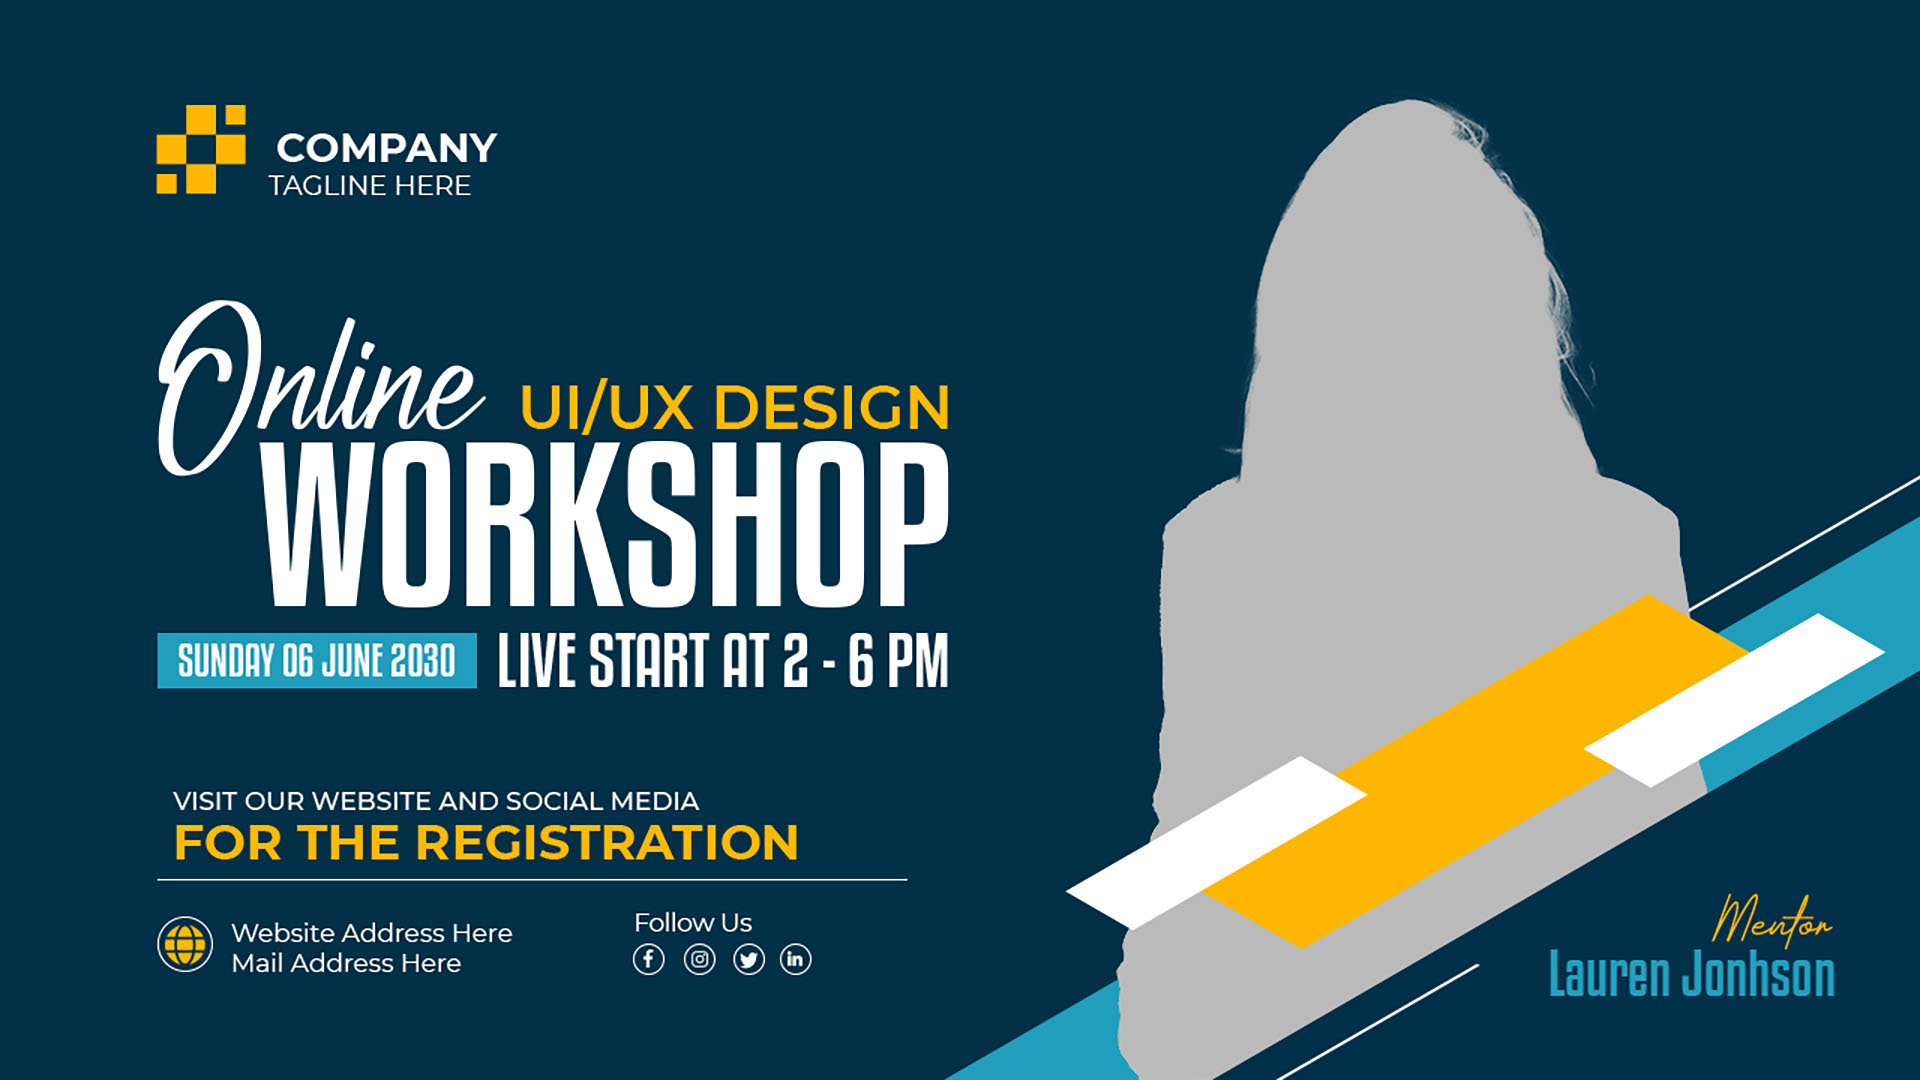 COMPANY
TAGLINE HERE
Online UI/UX DESIGN
WORKSHOP
SUNDAY 06 JUNE 2030
LIVE START AT 2 - 6 PM
VISIT OUR WEBSITE AND SOCIAL MEDIA
FOR THE REGISTRATION
Website Address Here
Mail Address Here
Follow Us
Mentor
Lauren Jonhson